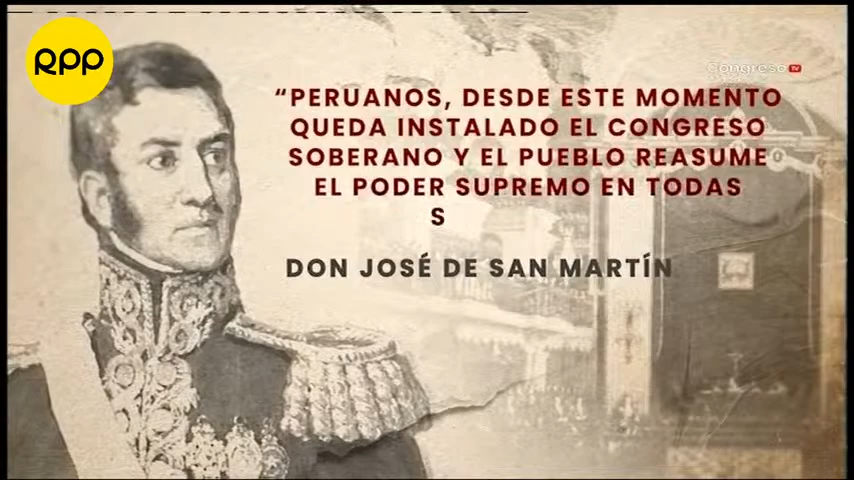 RPP
Congreso TV
“PERUANOS, DESDE ESTE MOMENTO
QUEDA INSTALADO EL CONGRESO
SOBERANO Y EL PUEBLO REASUME
EL PODER SUPREMO EN TODAS
S
DON JOSÉ DE SAN MARTÍN